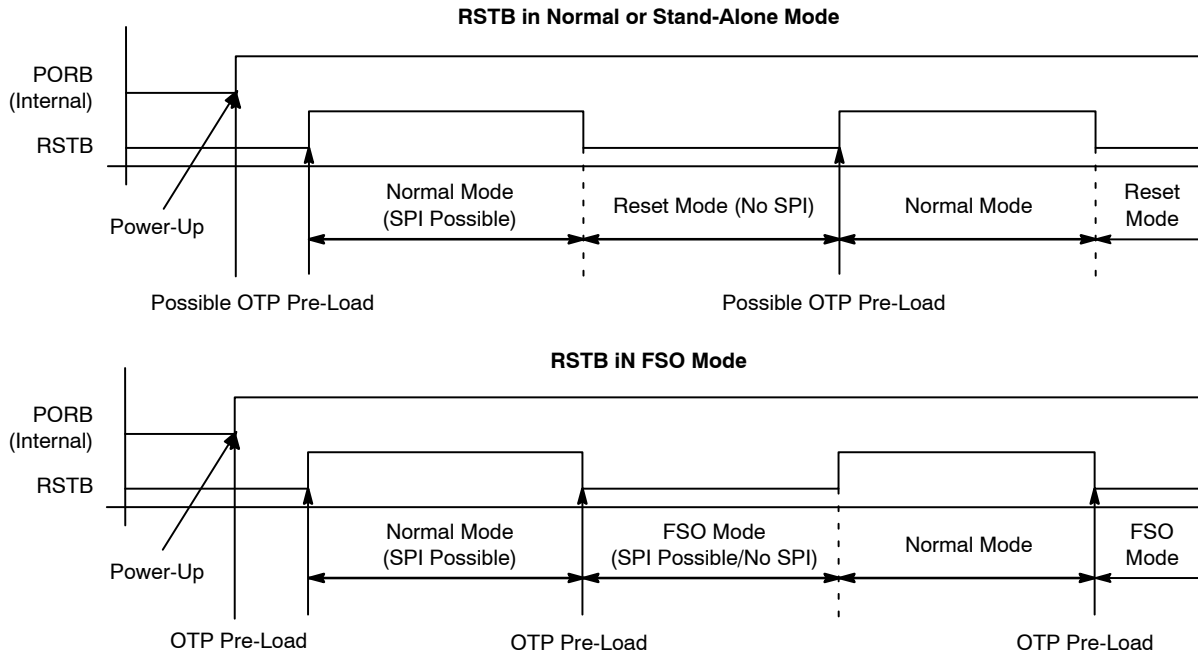 RSTB in Normal or Stand-Alone Mode
PORB
(Internal)
RSTB
Power-Up
Normal Mode
(SPI Possible)
Reset Mode (No SPI)
Normal Mode
Reset
Mode
Possible OTP Pre-Load
Possible OTP Pre-Load
RSTB iN FSO Mode
PORB
(Internal)
RSTB
Power-Up
Normal Mode
(SPI Possible)
FSO Mode
(SPI Possible/No SPI)
Normal Mode
FSO
Mode
OTP Pre-Load
OTP Pre-Load
OTP Pre-Load